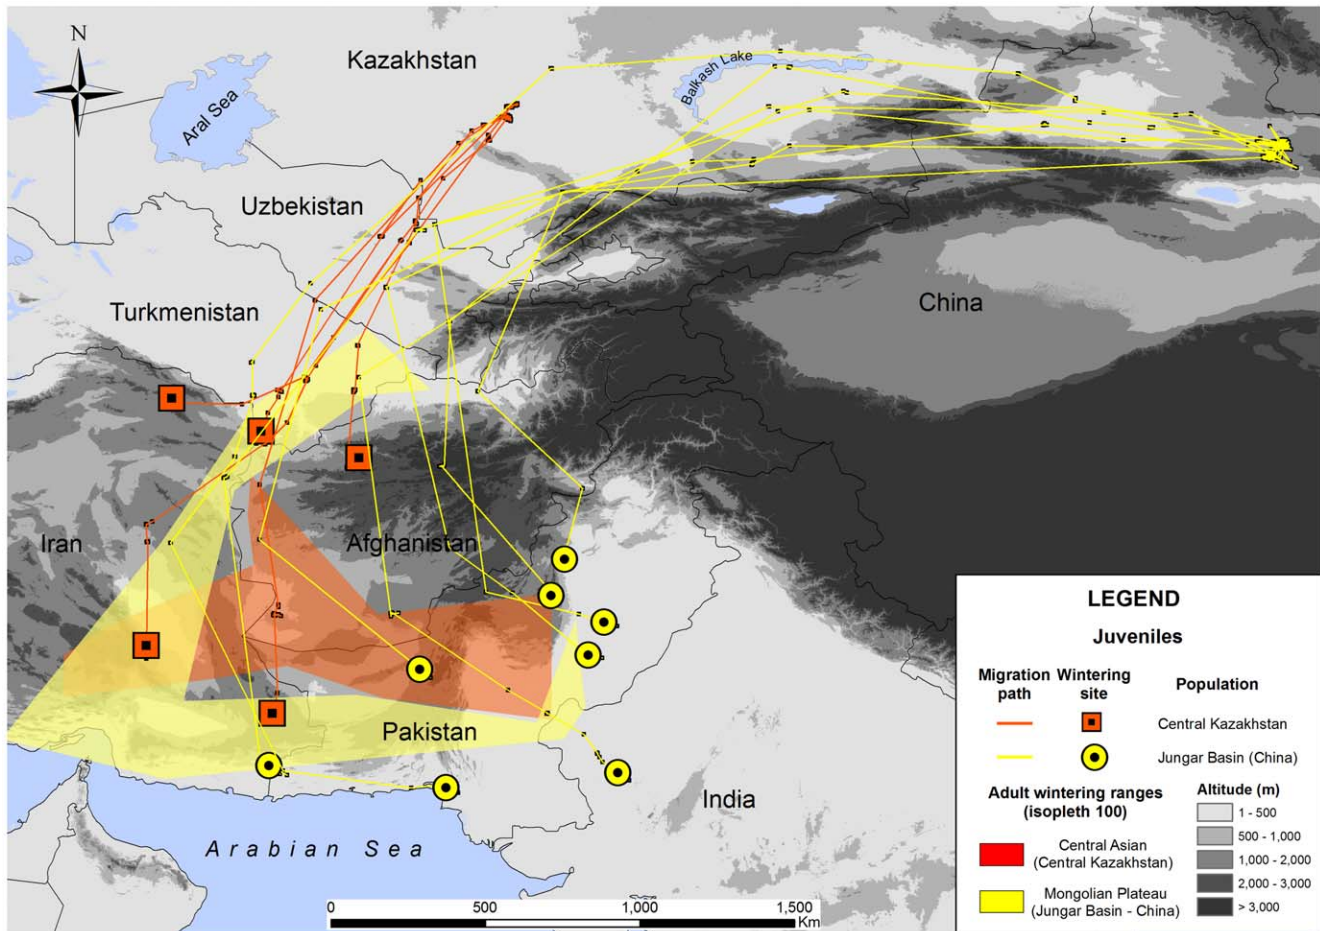 N
Kazakhstan
Balkash Lake
Aral Sea
Uzbekistan
Turkmenistan
China
Iran
Afghanistan
Pakistan
India
Arabian Sea
0 500 1,000 1,500
Km
LEGEND
Juveniles
Migration path
Wintering site
Population
Central Kazakhstan
Jungar Basin (China)
Adult wintering ranges
(isopleth 100)
Central Asian
(Central Kazakhstan)
Mongolian Plateau
(Jungar Basin - China)
Altitude (m)
1 - 500
500 - 1,000
1,000 - 2,000
2,000 - 3,000
> 3,000